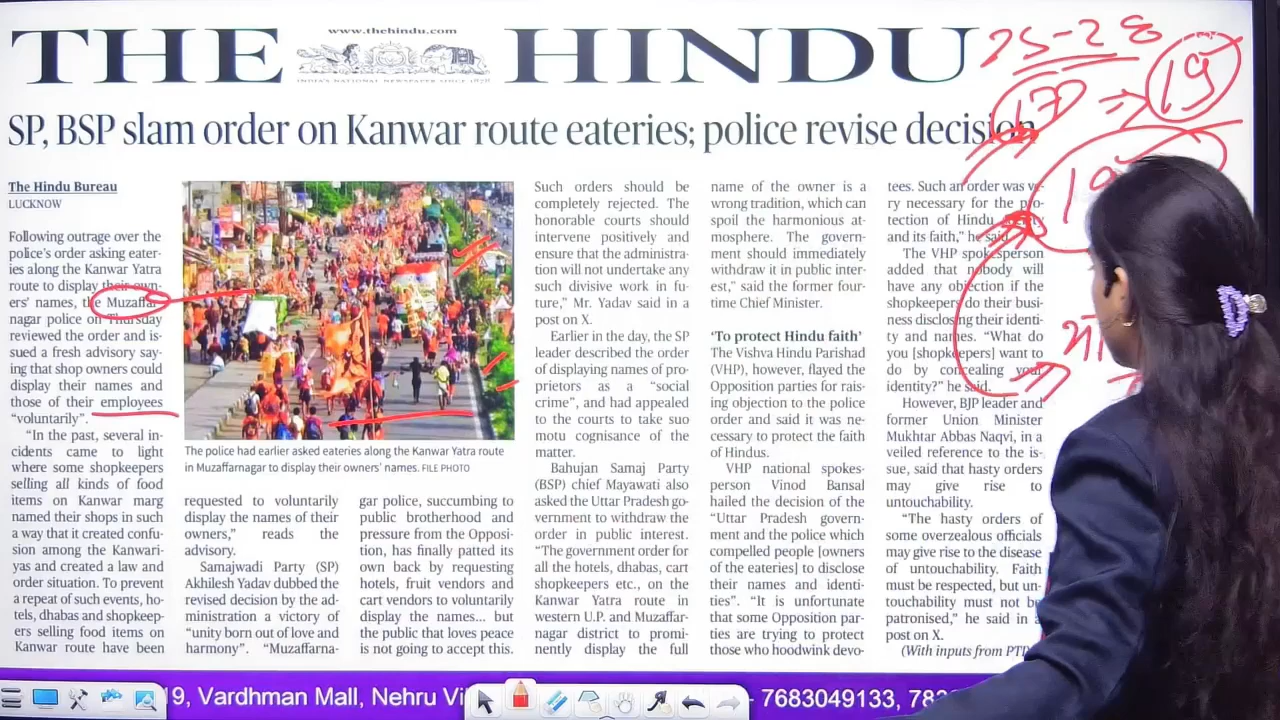 www.thehindu.com
THE HINDU
INDIA'S NATIONAL NEWSPAPER SINCE 1878
SP, BSP slam order on Kanwar route eateries; police revise decision
The Hindu Bureau
LUCKNOW
Following outrage over the
police's order asking eater-
ies along the Kanwar Yatra
route to display their own-
ers' names, the Muzaffar-
nagar police on Thursday
reviewed the order and is-
sued a fresh advisory say-
ing that shop owners could
display their names and
those of their employees
"voluntarily".
"In the past, several in-
cidents came to light
where some shopkeepers
selling all kinds of food
items on Kanwar marg
named their shops in such
a way that it created confu-
sion among the Kanwari-
yas and created a law and
order situation. To prevent
a repeat of such events, ho-
tels, dhabas and shopkeep-
ers selling food items on
Kanwar route have been
The police had earlier asked eateries along the Kanwar Yatra route
in Muzaffarnagar to display their owners' names. FILE PHOTO
requested to voluntarily
display the names of their
owners," reads the
advisory.
Samajwadi Party (SP)
Akhilesh Yadav dubbed the
revised decision by the ad-
ministration a victory of
"unity born out of love and
harmony". "Muzaffarna-
gar police, succumbing to
public brotherhood and
pressure from the Opposi-
tion, has finally patted its
own back by requesting
hotels, fruit vendors and
cart vendors to voluntarily
display the names... but
the public that loves peace
is not going to accept this.
Such orders should be
completely rejected. The
honorable courts should
intervene positively and
ensure that the administra-
tion will not undertake any
such divisive work in fu-
ture," Mr. Yadav said in a
post on X.
Earlier in the day, the SP
leader described the order
of displaying names of pro-
prietors as a "social
crime", and had appealed
to the courts to take suo
motu cognisance of the
matter.
Bahujan Samaj Party
(BSP) chief Mayawati also
asked the Uttar Pradesh go-
vernment to withdraw the
order in public interest.
"The government order for
all the hotels, dhabas, cart
shopkeepers etc., on the
Kanwar Yatra route in
western U.P. and Muzaffar-
nagar district to promi-
nently display the full
name of the owner is a
wrong tradition, which can
spoil the harmonious at-
mosphere. The govern-
ment should immediately
withdraw it in public inter-
est," said the former four-
time Chief Minister.
'To protect Hindu faith'
The Vishva Hindu Parishad
(VHP), however, flayed the
Opposition parties for rais-
ing objection to the police
order and said it was ne-
cessary to protect the faith
of Hindus.
VHP national spokes-
person Vinod Bansal
hailed the decision of the
"Uttar Pradesh govern-
ment and the police which
compelled people [owners
of the eateries] to disclose
their names and identi-
ties". "It is unfortunate
that some Opposition par-
ties are trying to protect
those who hoodwink devo-
tees. Such an order was ve-
ry necessary for the pro-
tection of Hindu
and its faith," he said.
The VHP spokesperson
added that nobody will
have any objection if the
shopkeepers do their busi-
ness disclosing their identi-
ty and names. "What do
you [shopkeepers] want to
do by concealing your
identity?" he said.
However, BJP leader and
former Union Minister
Mukhtar Abbas Naqvi, in a
veiled reference to the is-
sue, said that hasty orders
may give rise to
untouchability.
"The hasty orders of
some overzealous officials
may give rise to the disease
of untouchability. Faith
must be respected, but un-
touchability must not be
patronised," he said in a
post on X.
(With inputs from PTI)
25-28
17 ⇒ 19
19
19, Vardhman Mall, Nehru Vi
- 7683049133, 78